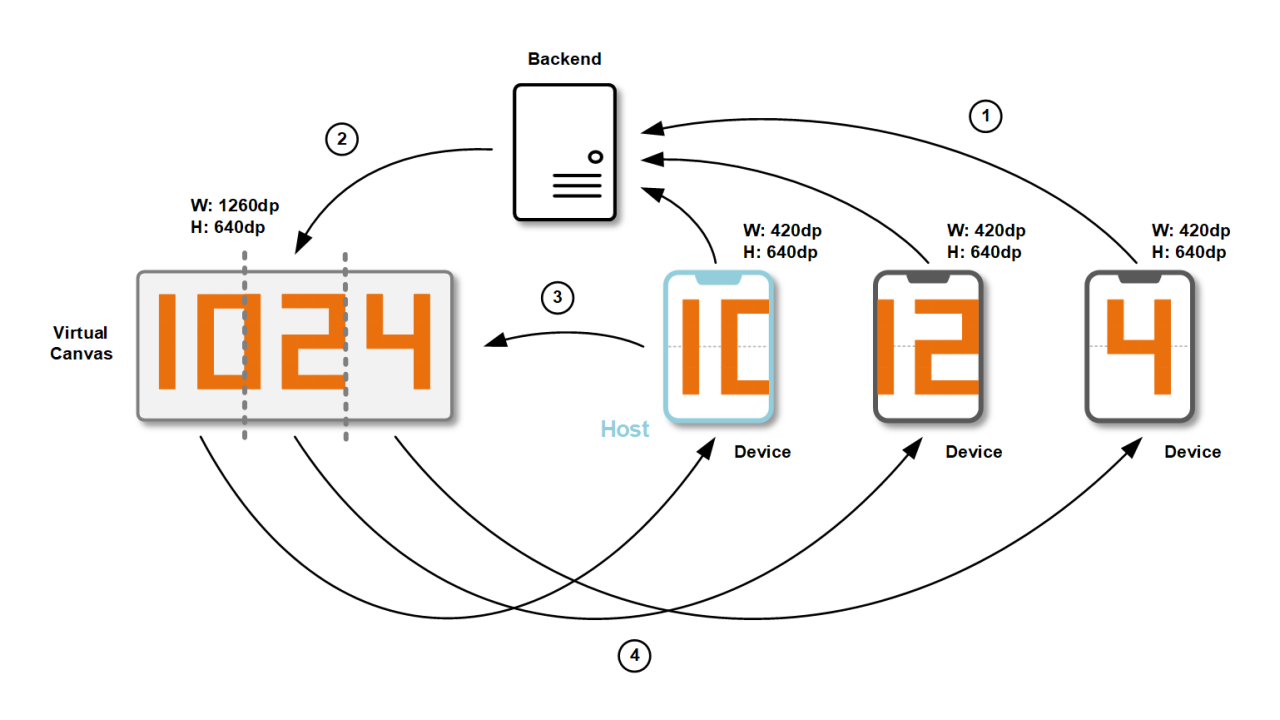 Backend
1
2
W: 1260dp
H: 640dp
W: 420dp
H: 640dp
W: 420dp
H: 640dp
W: 420dp
H: 640dp
3
Virtual
Canvas
1024
10
12
4
Host
Device
Device
Device
4